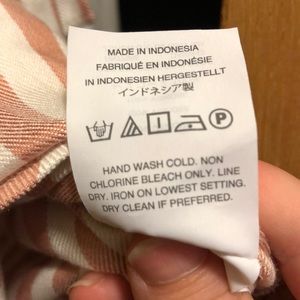 MADE IN INDONESIA
FABRIQUÉ EN INDONÉSIE
IN INDONESIEN HERGESTELLT
インドネシア製
P
HAND WASH COLD. NON
CHLORINE BLEACH ONLY. LINE
DRY. IRON ON LOWEST SETTING.
DRY CLEAN IF PREFERRED.